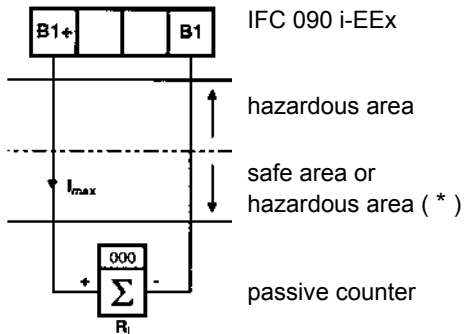 B1+ B1 IFC 090 i-EEx
hazardous area
safe area or
hazardous area ( * )
Imax
000
+ Σ -
passive counter
Ri